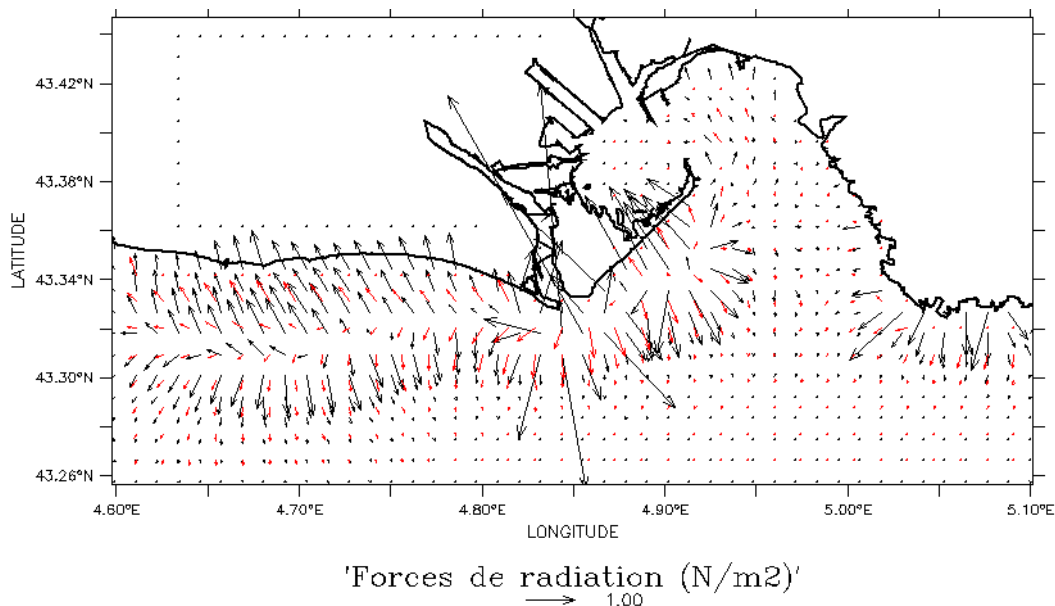 43.42°N
43.38°N
43.34°N
43.30°N
43.26°N
LATITUDE
4.60°E 4.70°E 4.80°E 4.90°E 5.00°E 5.10°E
LONGITUDE
'Forces de radiation (N/m2)'
1.00